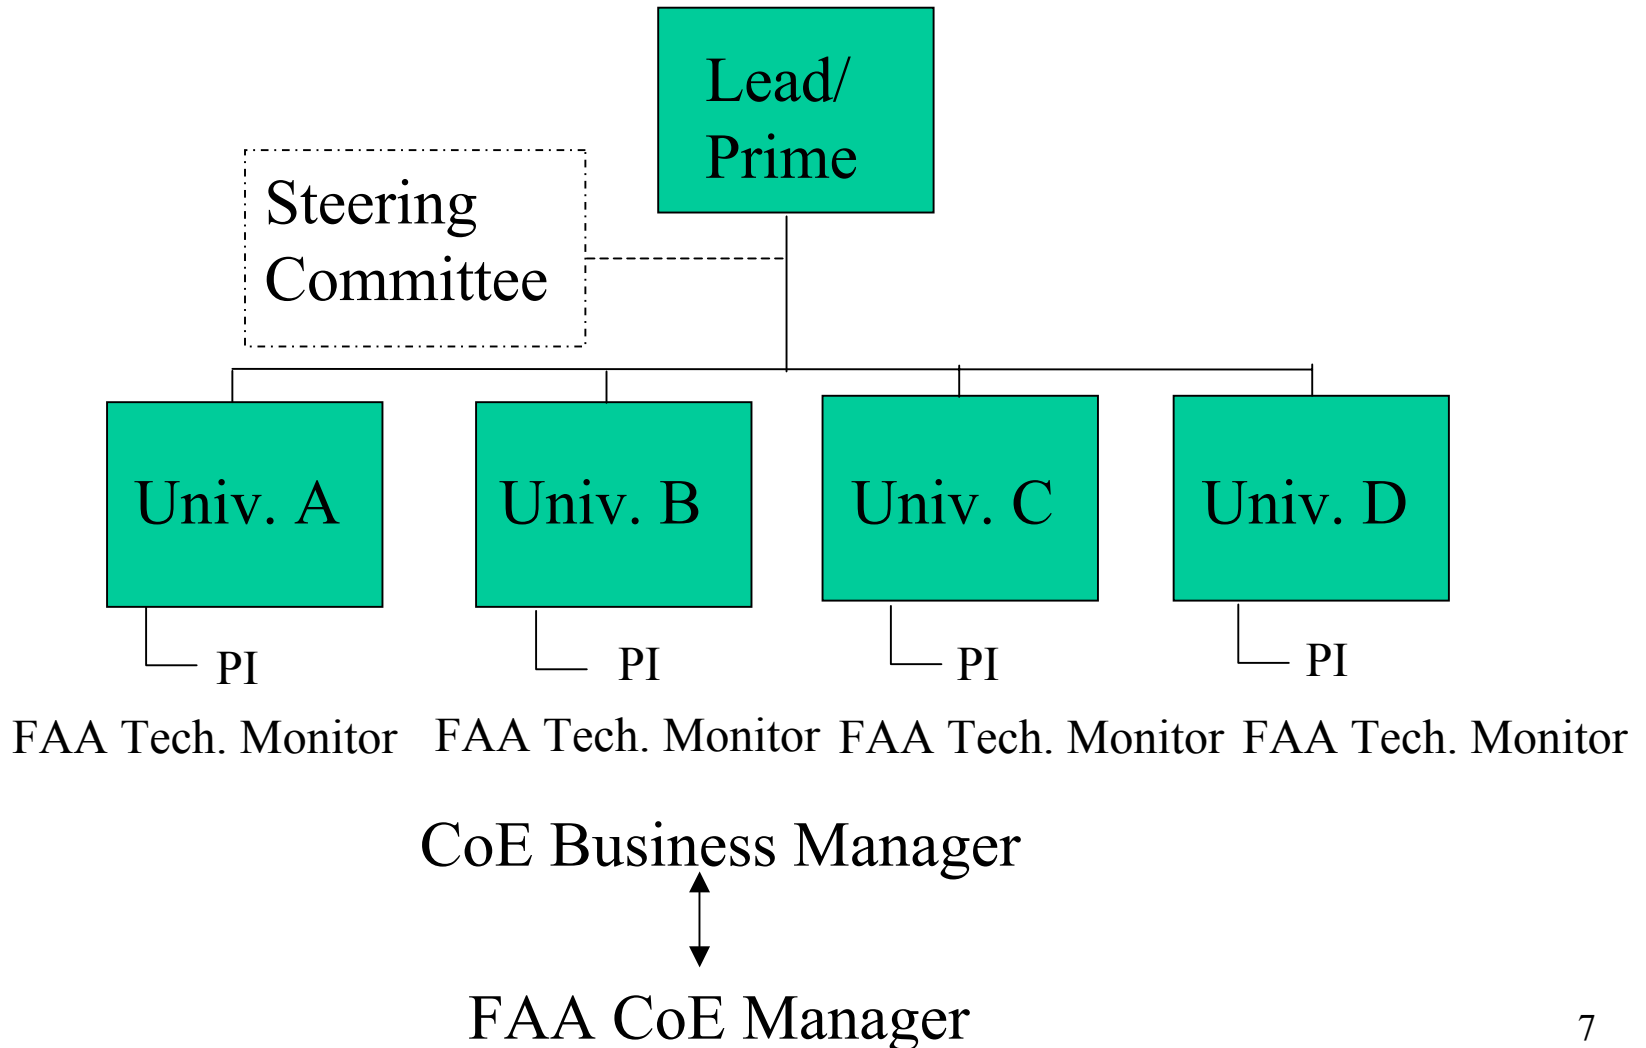 Lead/
Prime
Steering
Committee
Univ. A
Univ. B
Univ. C
Univ. D
PI
PI
PI
PI
FAA Tech. Monitor
FAA Tech. Monitor
FAA Tech. Monitor
FAA Tech. Monitor
CoE Business Manager
FAA CoE Manager
7